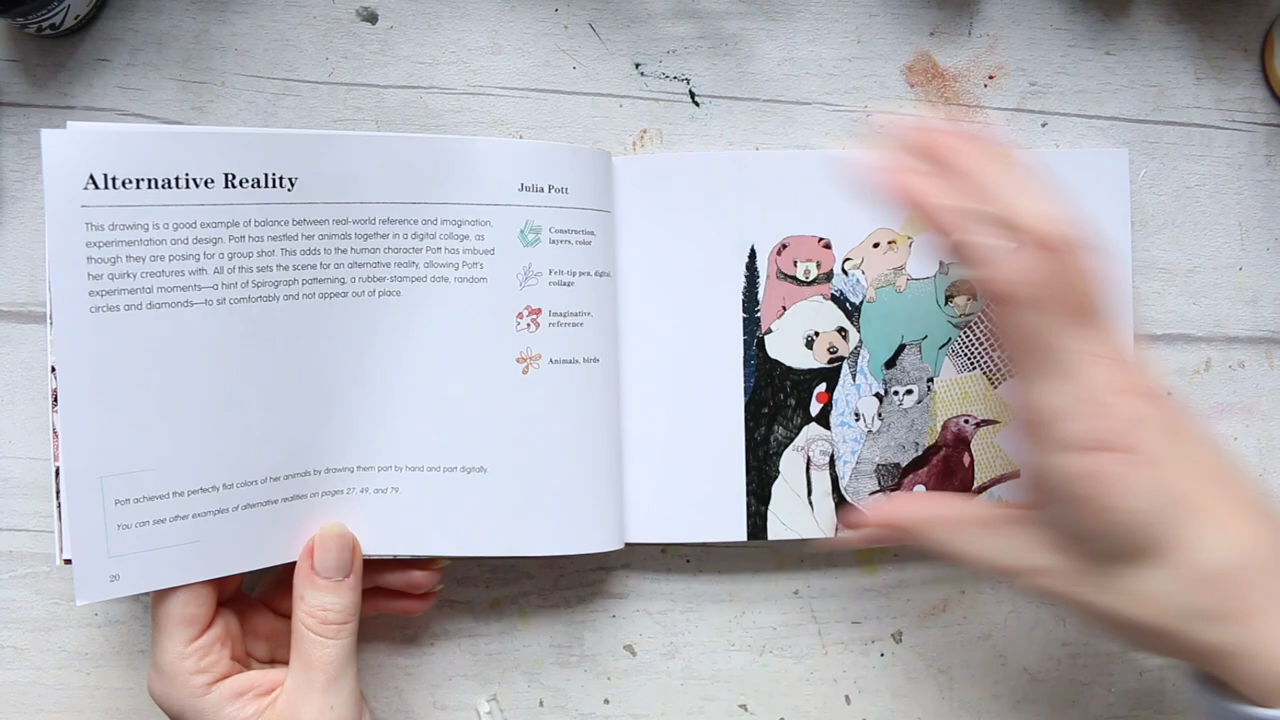 Alternative Reality
Julia Pott
This drawing is a good example of balance between real-world reference and imagination,
experimentation and design. Pott has nestled her animals together in a digital collage, as
though they are posing for a group shot. This adds to the human character Pott has imbued
her quirky creatures with. All of this sets the scene for an alternative reality, allowing Pott's
experimental moments—a hint of Spirograph patterning, a rubber-stamped date, random
circles and diamonds—to sit comfortably and not appear out of place.
Construction,
layers, color
Felt-tip pen, digital,
collage
Imaginative,
reference
Animals, birds
Pott achieved the perfectly flat colors of her animals by drawing them part by hand and part digitally.
You can see other examples of alternative realities on pages 27, 49, and 79.
20